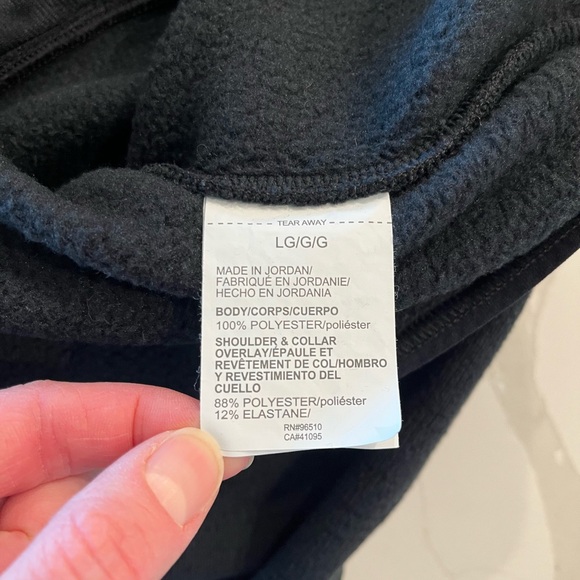 TEAR AWAY
LG/G/G
MADE IN JORDAN/
FABRIQUÉ EN JORDANIE/
HECHO EN JORDANIA
BODY/CORPS/CUERPO
100% POLYESTER/poliéster
SHOULDER & COLLAR
OVERLAY/ÉPAULE ET
REVÊTEMENT DE COL/HOMBRO
Y REVESTIMIENTO DEL
CUELLO
88% POLYESTER/poliéster
12% ELASTANE/
RN#96510
CA#41095